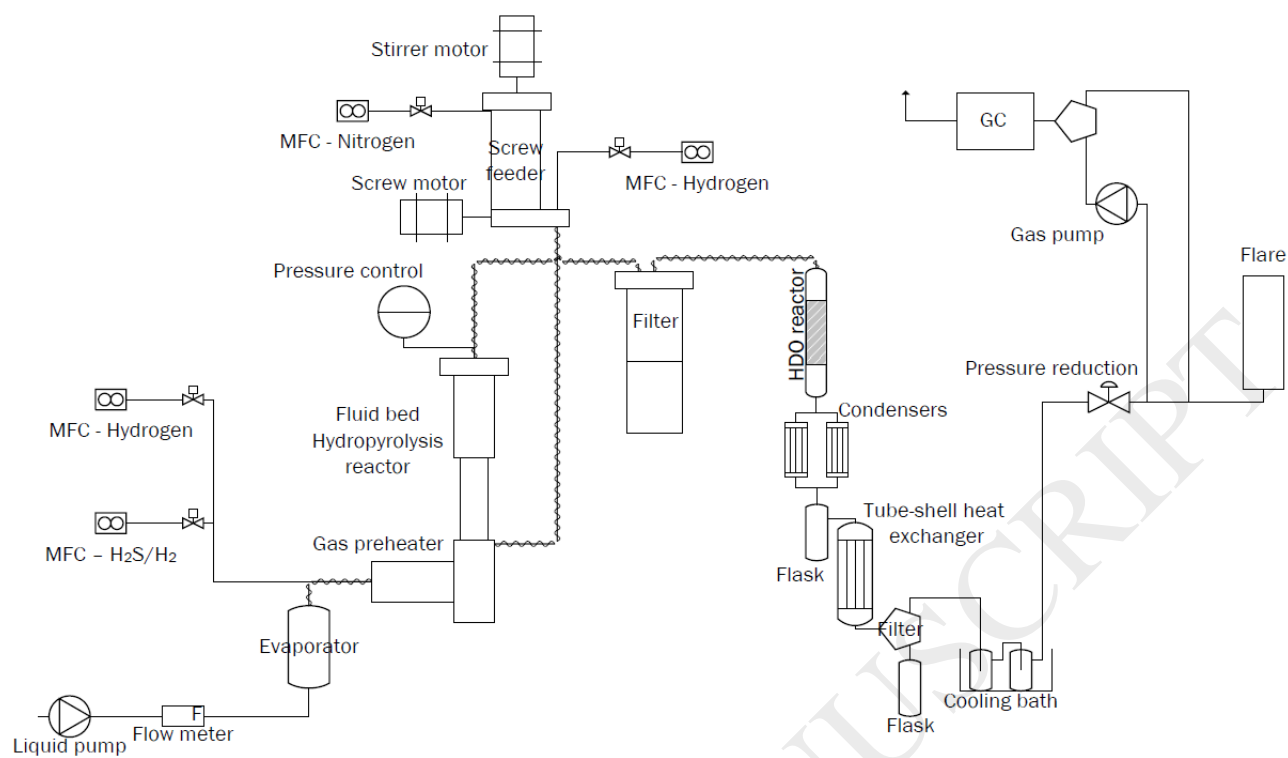 Stirrer motor
MFC - Nitrogen
Screw
feeder
Screw motor
MFC - Hydrogen
GC
Gas pump
Flare
Pressure control
Filter
HDO reactor
Pressure reduction
Fluid bed
Hydropyrolysis
reactor
Condensers
MFC - Hydrogen
MFC – H₂S/H₂
Gas preheater
Tube-shell heat
exchanger
Flask
Evaporator
Filter
Cooling bath
F
Flow meter
Liquid pump
Flask
NUSCRIPT